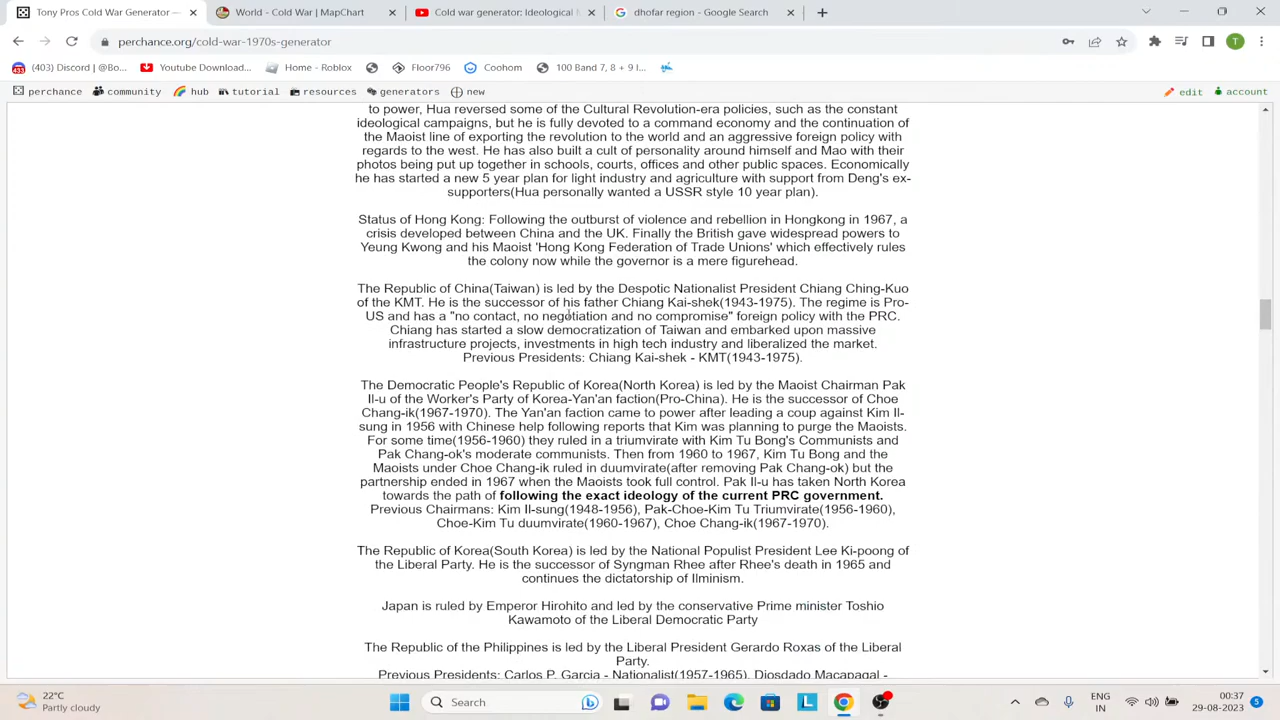 Tony Pros Cold War Generator —
World - Cold War | MapChart
Cold war generator: Ideological
dhofar region - Google Search
perchance.org/cold-war-1970s-generator
(403) Discord | @Bo...
Youtube Download...
Home - Roblox
Floor796
Coohom
100 Band 7, 8 + 9 I...
perchance
community
hub
tutorial
resources
generators
new
edit
account
to power, Hua reversed some of the Cultural Revolution-era policies, such as the constant
ideological campaigns, but he is fully devoted to a command economy and the continuation of
the Maoist line of exporting the revolution to the world and an aggressive foreign policy with
regards to the west. He has also built a cult of personality around himself and Mao with their
photos being put up together in schools, courts, offices and other public spaces. Economically
he has started a new 5 year plan for light industry and agriculture with support from Deng's ex-
supporters(Hua personally wanted a USSR style 10 year plan).
Status of Hong Kong: Following the outburst of violence and rebellion in Hongkong in 1967, a
crisis developed between China and the UK. Finally the British gave widespread powers to
Yeung Kwong and his Maoist 'Hong Kong Federation of Trade Unions' which effectively rules
the colony now while the governor is a mere figurehead.
The Republic of China(Taiwan) is led by the Despotic Nationalist President Chiang Ching-Kuo
of the KMT. He is the successor of his father Chiang Kai-shek(1943-1975). The regime is Pro-
US and has a "no contact, no negotiation and no compromise" foreign policy with the PRC.
Chiang has started a slow democratization of Taiwan and embarked upon massive
infrastructure projects, investments in high tech industry and liberalized the market.
Previous Presidents: Chiang Kai-shek - KMT(1943-1975).
The Democratic People's Republic of Korea(North Korea) is led by the Maoist Chairman Pak
Il-u of the Worker's Party of Korea-Yan'an faction(Pro-China). He is the successor of Choe
Chang-ik(1967-1970). The Yan'an faction came to power after leading a coup against Kim Il-
sung in 1956 with Chinese help following reports that Kim was planning to purge the Maoists.
For some time(1956-1960) they ruled in a triumvirate with Kim Tu Bong's Communists and
Pak Chang-ok's moderate communists. Then from 1960 to 1967, Kim Tu Bong and the
Maoists under Choe Chang-ik ruled in duumvirate(after removing Pak Chang-ok) but the
partnership ended in 1967 when the Maoists took full control. Pak Il-u has taken North Korea
towards the path of following the exact ideology of the current PRC government.
Previous Chairmans: Kim Il-sung(1948-1956), Pak-Choe-Kim Tu Triumvirate(1956-1960),
Choe-Kim Tu duumvirate(1960-1967), Choe Chang-ik(1967-1970).
The Republic of Korea(South Korea) is led by the National Populist President Lee Ki-poong of
the Liberal Party. He is the successor of Syngman Rhee after Rhee's death in 1965 and
continues the dictatorship of Ilminism.
Japan is ruled by Emperor Hirohito and led by the conservative Prime minister Toshio
Kawamoto of the Liberal Democratic Party
The Republic of the Philippines is led by the Liberal President Gerardo Roxas of the Liberal
Party.
Previous Presidents: Carlos P. Garcia - Nationalist(1957-1965), Diosdado Macapagal -
22°C
Partly cloudy
Search
ENG
IN
00:37
29-08-2023
5